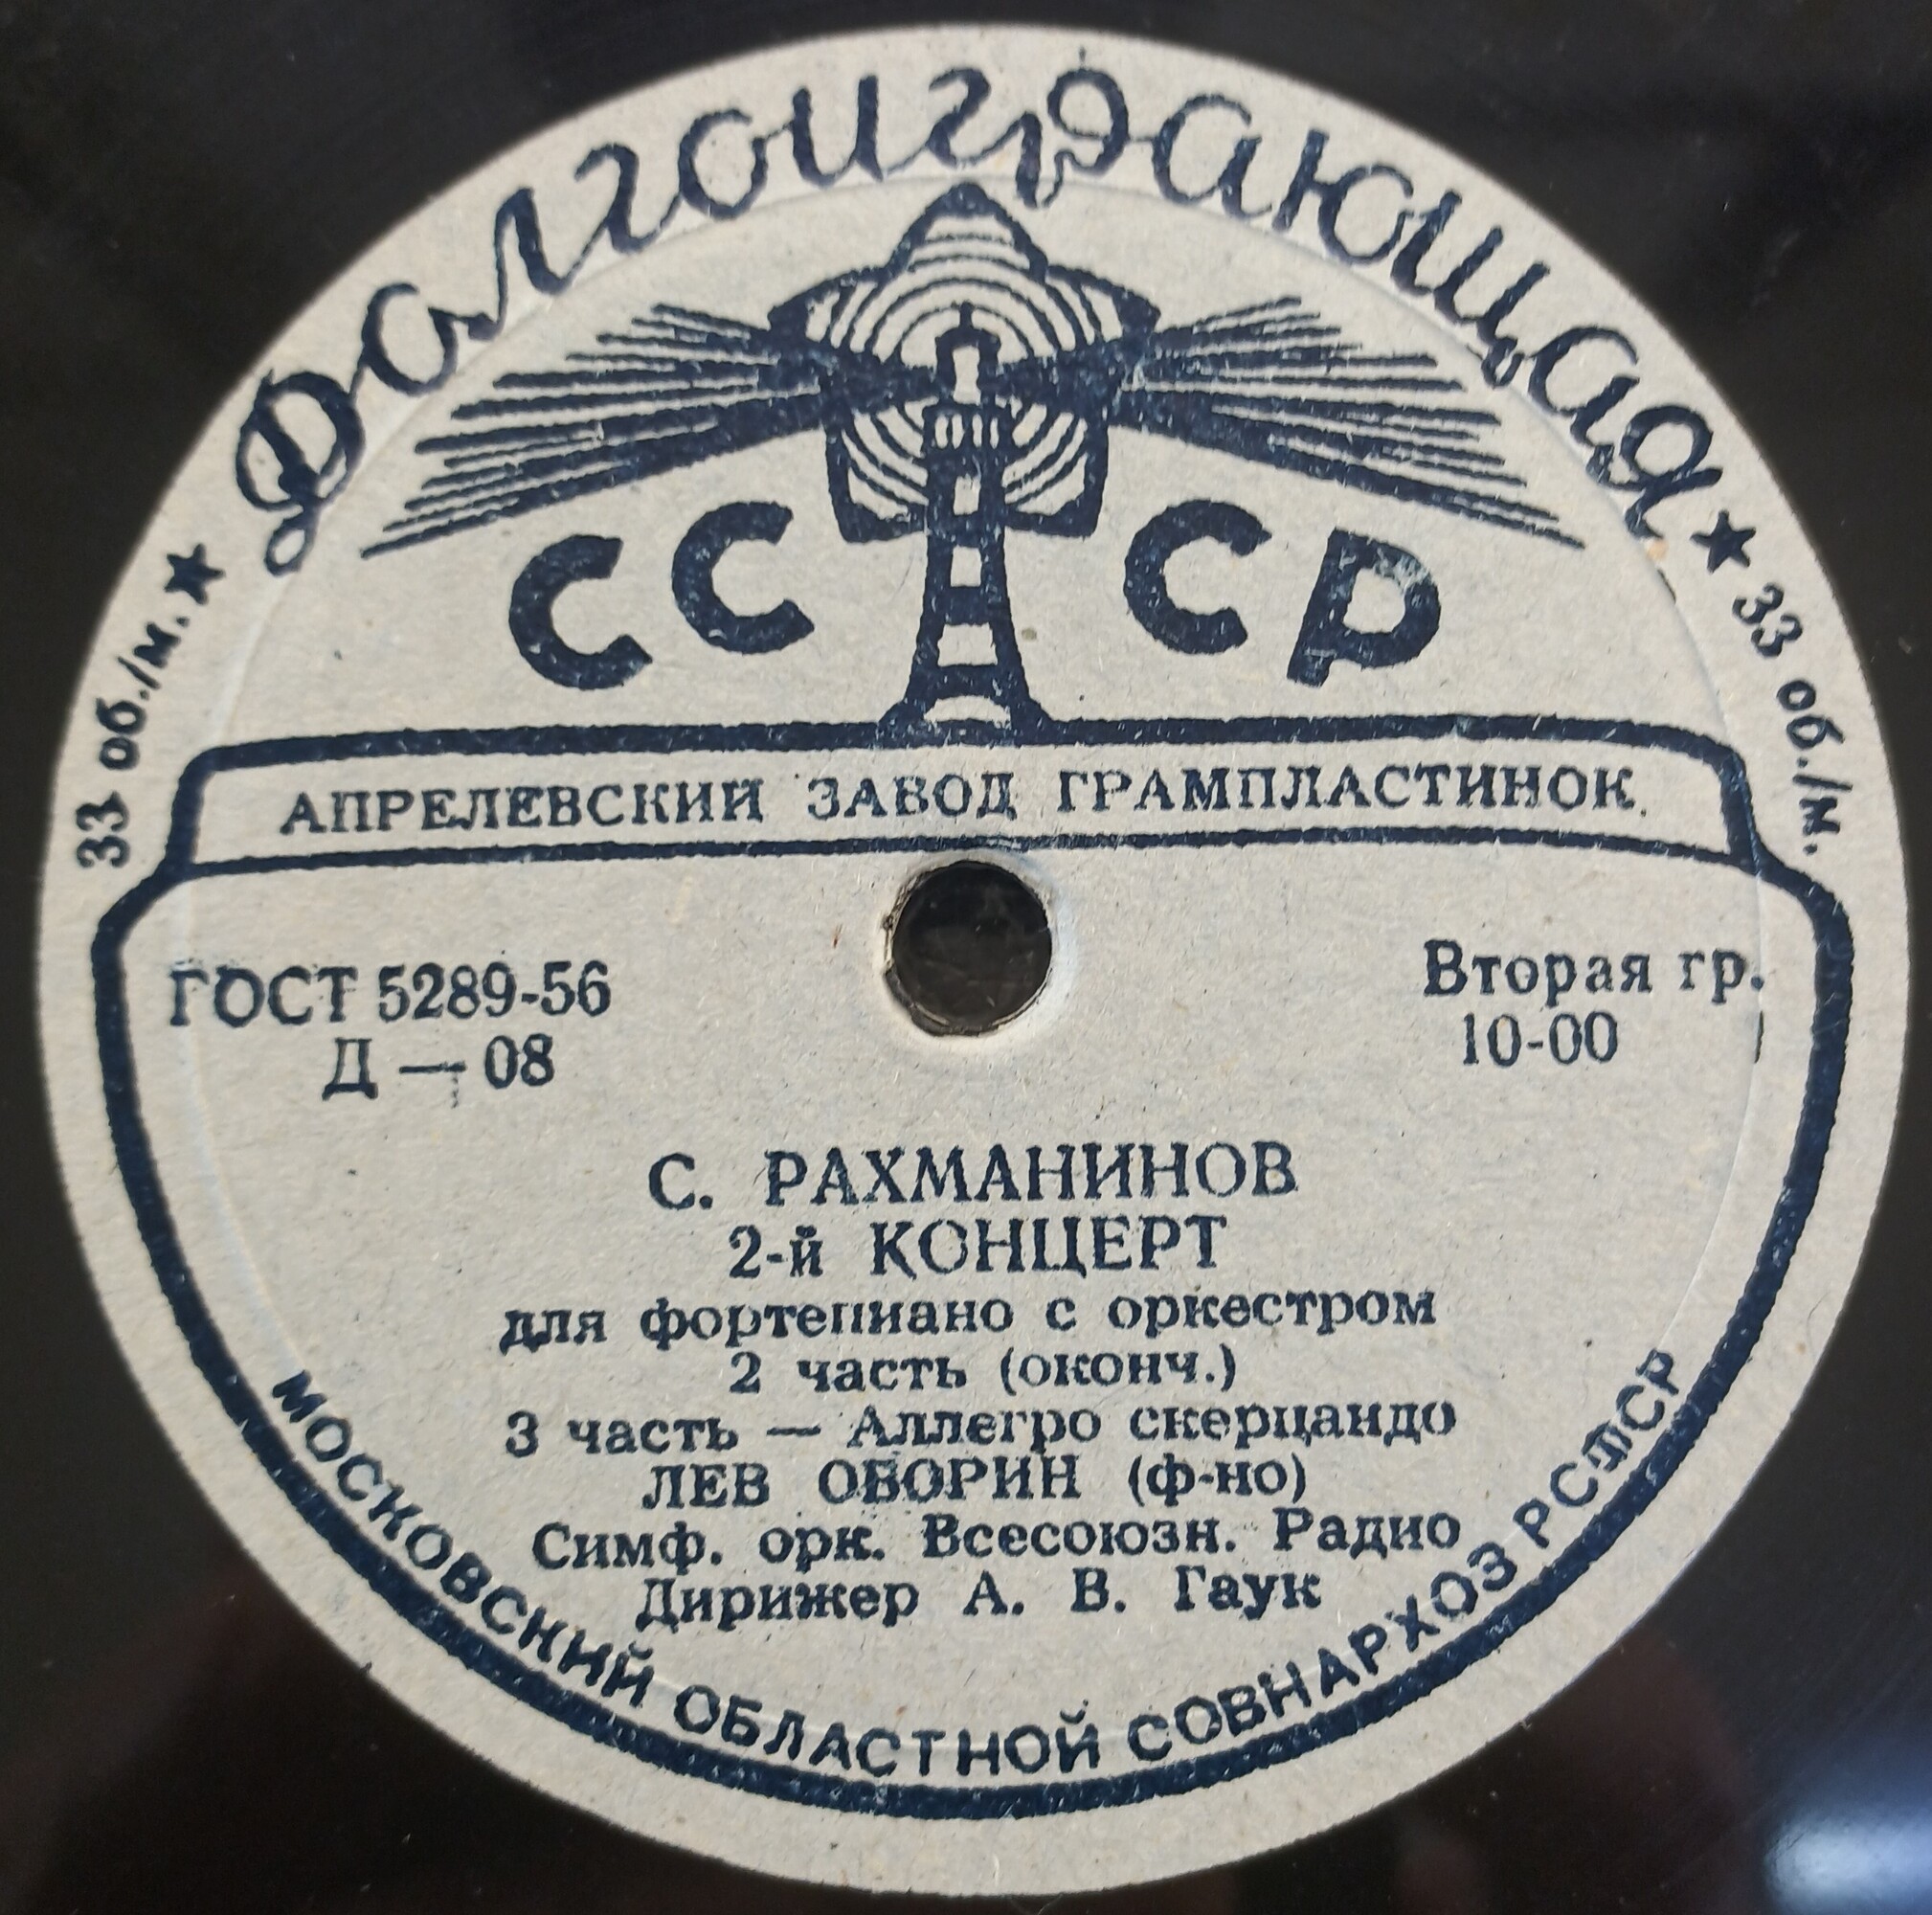 Долгоиграющая
★ 33 об./м.
33 об./м. ★
СССР
АПРЕЛЕВСКИЙ ЗАВОД ГРАМПЛАСТИНОК.
ГОСТ 5289-56
Д — 08
Вторая гр.
10-00
С. РАХМАНИНОВ
2-й КОНЦЕРТ
для фортепиано с оркестром
2 часть (оконч.)
3 часть — Аллегро скерцандо
ЛЕВ ОБОРИН (ф-но)
Симф. орк. Всесоюзн. Радио
Дирижер А. В. Гаук
МОСКОВСКИЙ ОБЛАСТНОЙ СОВНАРХОЗ РСФСР